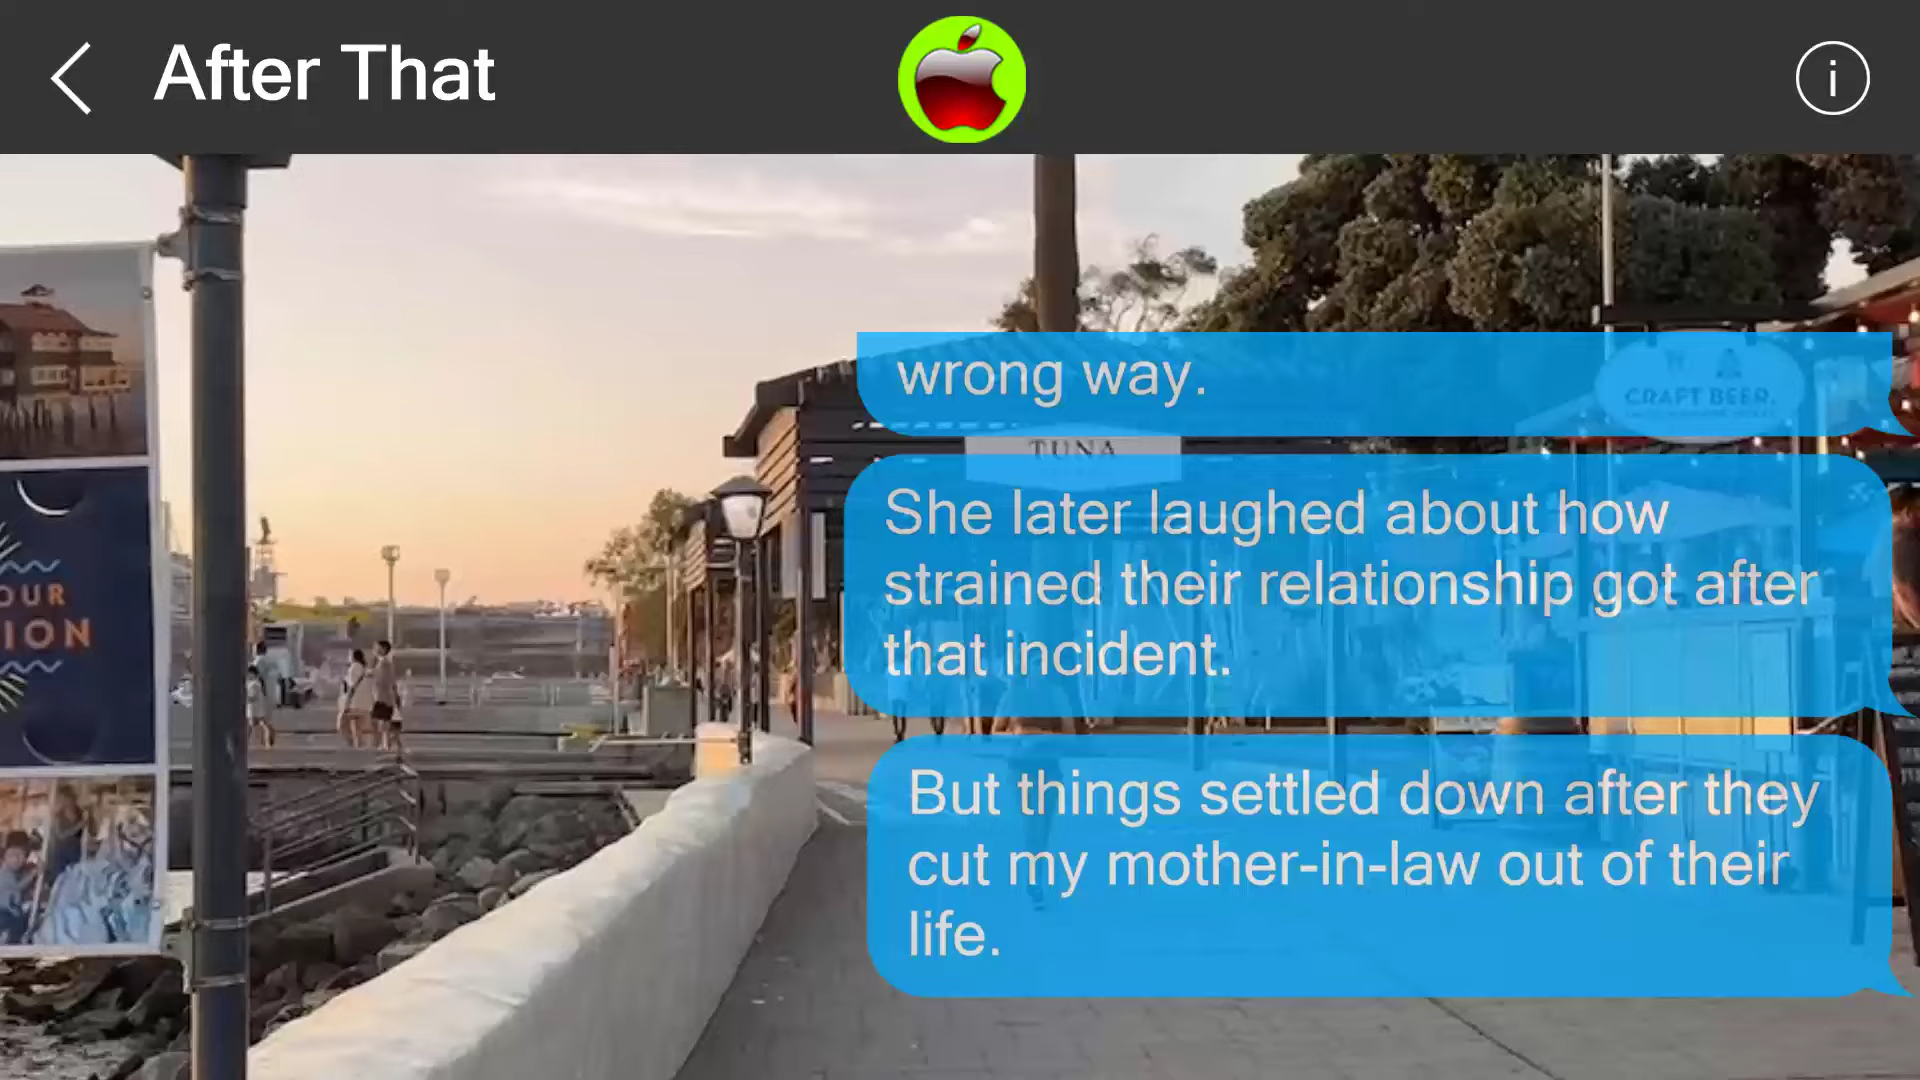 After That
wrong way.
CRAFT BEER.
TUNA
She later laughed about how
strained their relationship got after
that incident.
OUR
ION
But things settled down after they
cut my mother-in-law out of their
life.